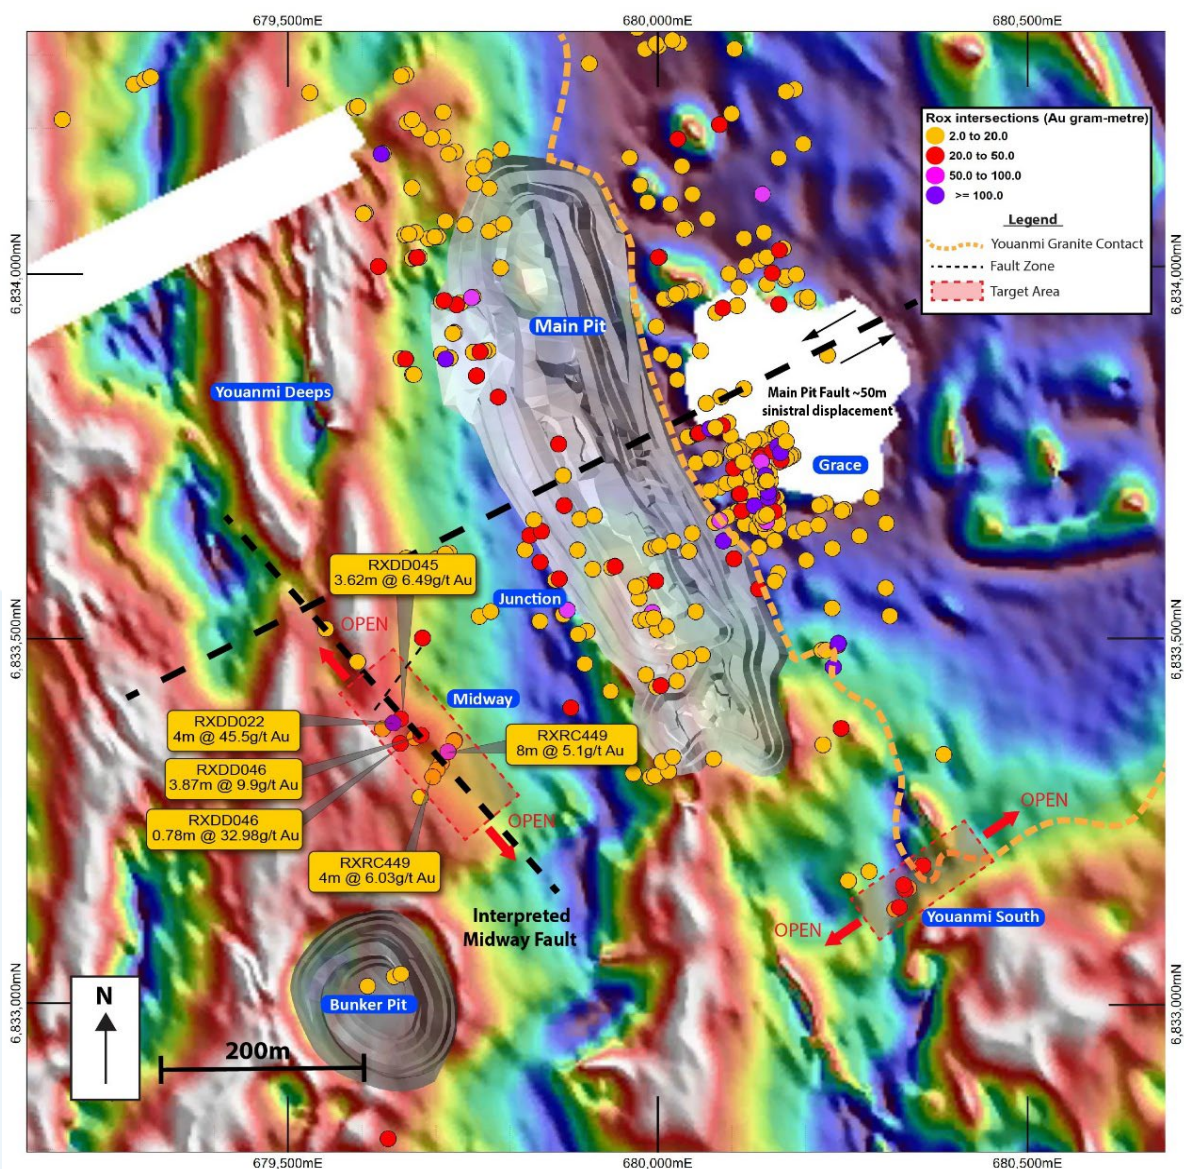 679,500mE
680,000mE
680,500mE
6,834,000mN
6,833,500mN
6,833,000mN
6,834,000mN
6,833,500mN
6,833,000mN
Rox intersections (Au gram-metre)
2.0 to 20.0
20.0 to 50.0
50.0 to 100.0
>= 100.0
Legend
Youanmi Granite Contact
Fault Zone
Target Area
Main Pit
Youanmi Deeps
Main Pit Fault ~50m
sinistral displacement
Grace
RXDD045
3.62m @ 6.49g/t Au
Junction
OPEN
Midway
RXDD022
4m @ 45.5g/t Au
RXRC449
8m @ 5.1g/t Au
RXDD046
3.87m @ 9.9g/t Au
RXDD046
0.78m @ 32.98g/t Au
OPEN
RXRC449
4m @ 6.03g/t Au
OPEN
Interpreted
Midway Fault
Youanmi South
OPEN
Bunker Pit
N
200m
679,500mE
680,000mE
680,500mE